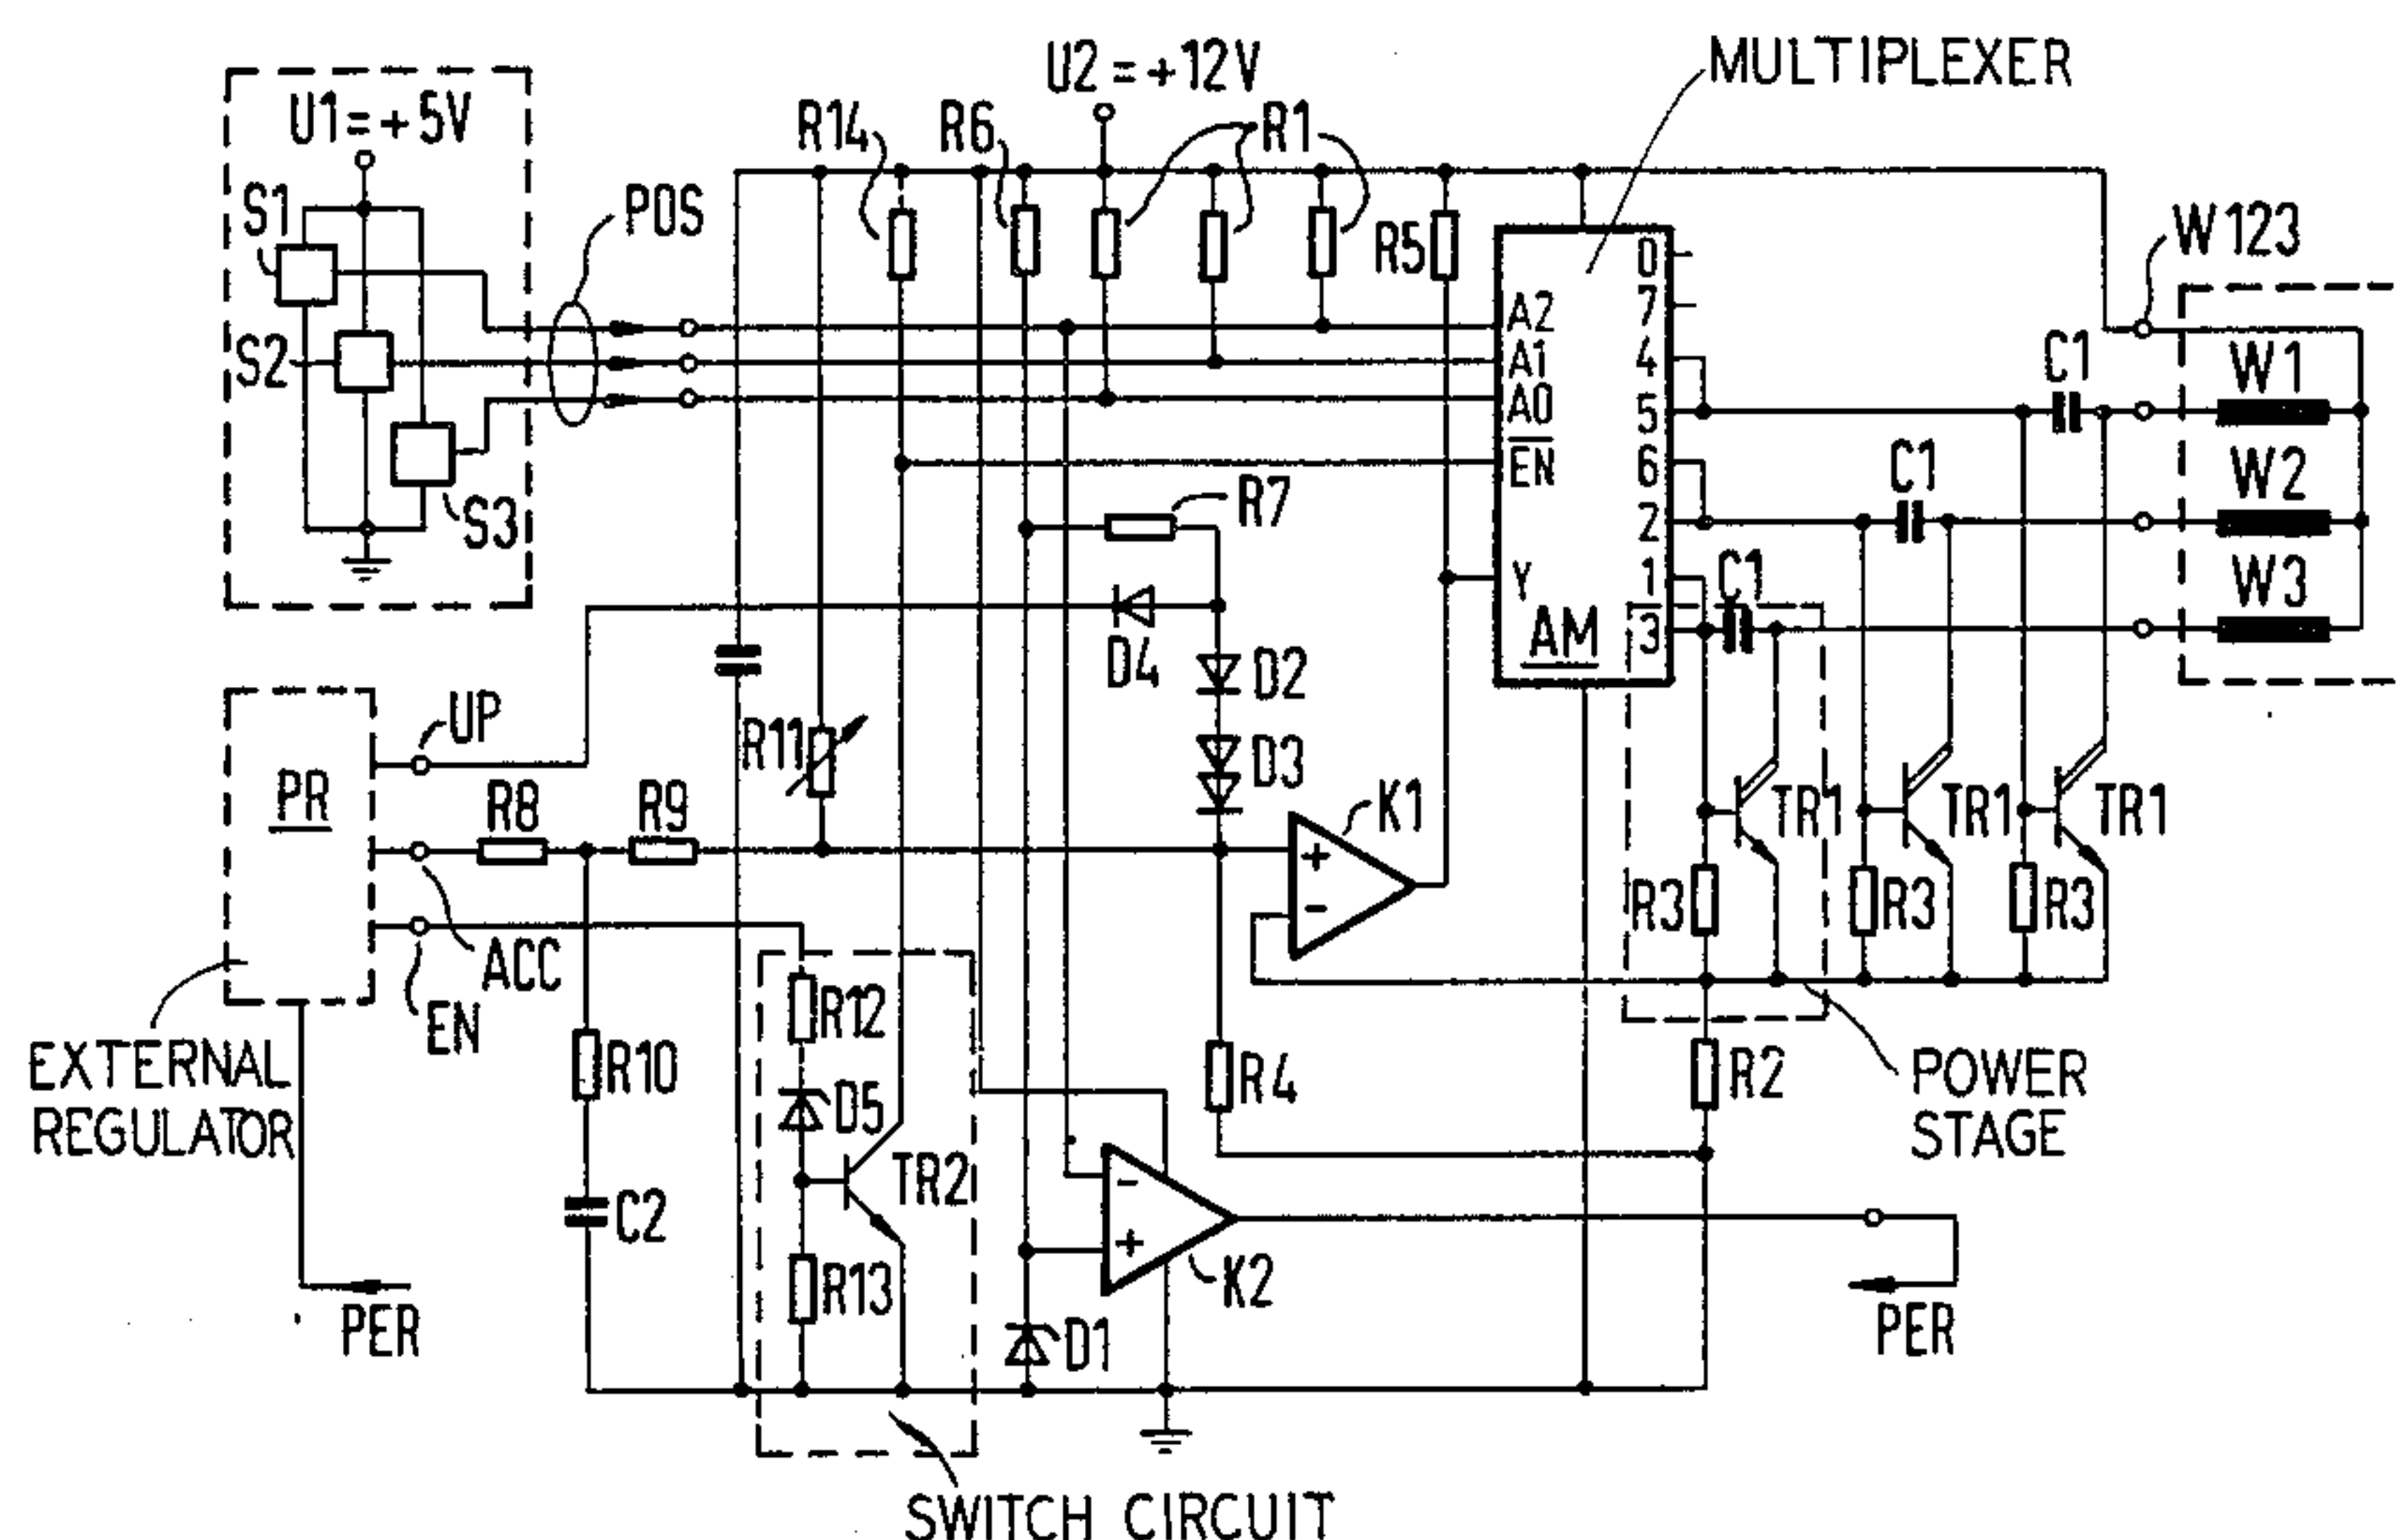 MULTIPLEXER
U2 = +12V
U1 = +5V
R14
R6
R1
S1
POS
R5
W123
0
7
A2
4
A1
5
A0
EN
6
2
Y
1
3
AM
S2
S3
C1
W1
C1
W2
C1
W3
R7
D4
D2
D3
UP
R11
PR
R8
R9
K1
+
-
TR1
TR1
TR1
R3
R3
R3
ACC
EN
R12
R10
EXTERNAL
REGULATOR
D5
R4
R2
POWER
STAGE
TR2
C2
-
+
K2
R13
D1
PER
PER
SWITCH CIRCUIT